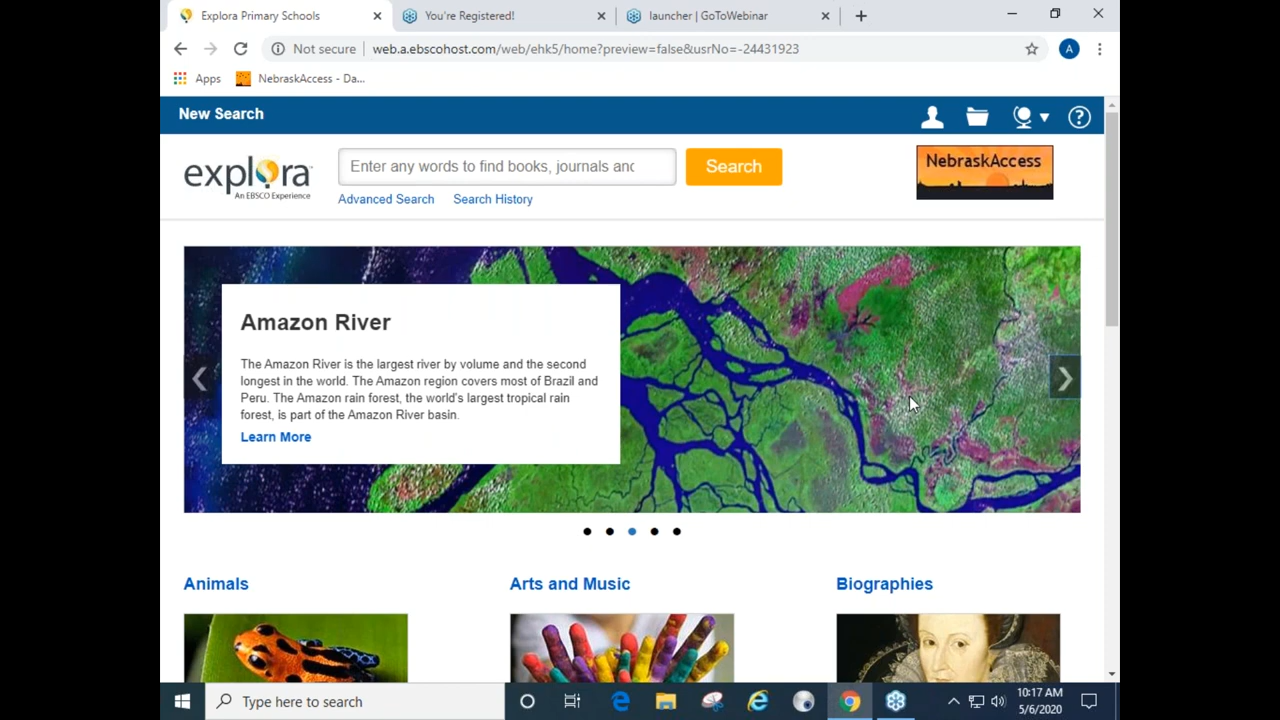 Explora Primary Schools
You're Registered!
launcher | GoToWebinar
Not secure
web.a.ebscohost.com/web/ehk5/home?preview=false&usrNo=-24431923
A
Apps
NebraskAccess - Da...
New Search
explora
An EBSCO Experience
Enter any words to find books, journals and
Search
NebraskAccess
Advanced Search
Search History
Amazon River
The Amazon River is the largest river by volume and the second
longest in the world. The Amazon region covers most of Brazil and
Peru. The Amazon rain forest, the world's largest tropical rain
forest, is part of the Amazon River basin.
Learn More
Animals
Arts and Music
Biographies
Type here to search
10:17 AM
5/6/2020